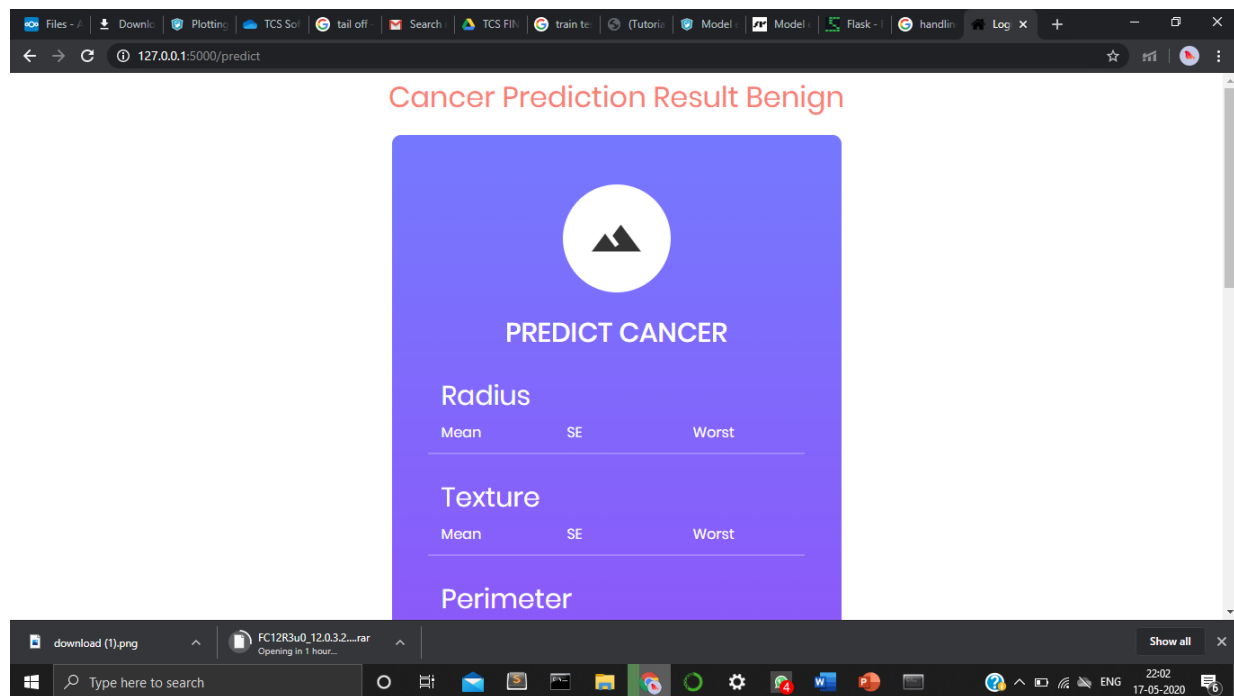 Files - A
Downlo
Plotting
TCS Sof
tail off -
Search r
TCS FIN
train te
(Tutoria
Model e
Model e
Flask - F
handlin
Log
127.0.0.1:5000/predict
Cancer Prediction Result Benign
PREDICT CANCER
Radius
Mean SE Worst
Texture
Mean SE Worst
Perimeter
download (1).png
FC12R3u0_12.0.3.2....rar
Opening in 1 hour...
Show all
Type here to search
4
ENG
22:02
17-05-2020
6